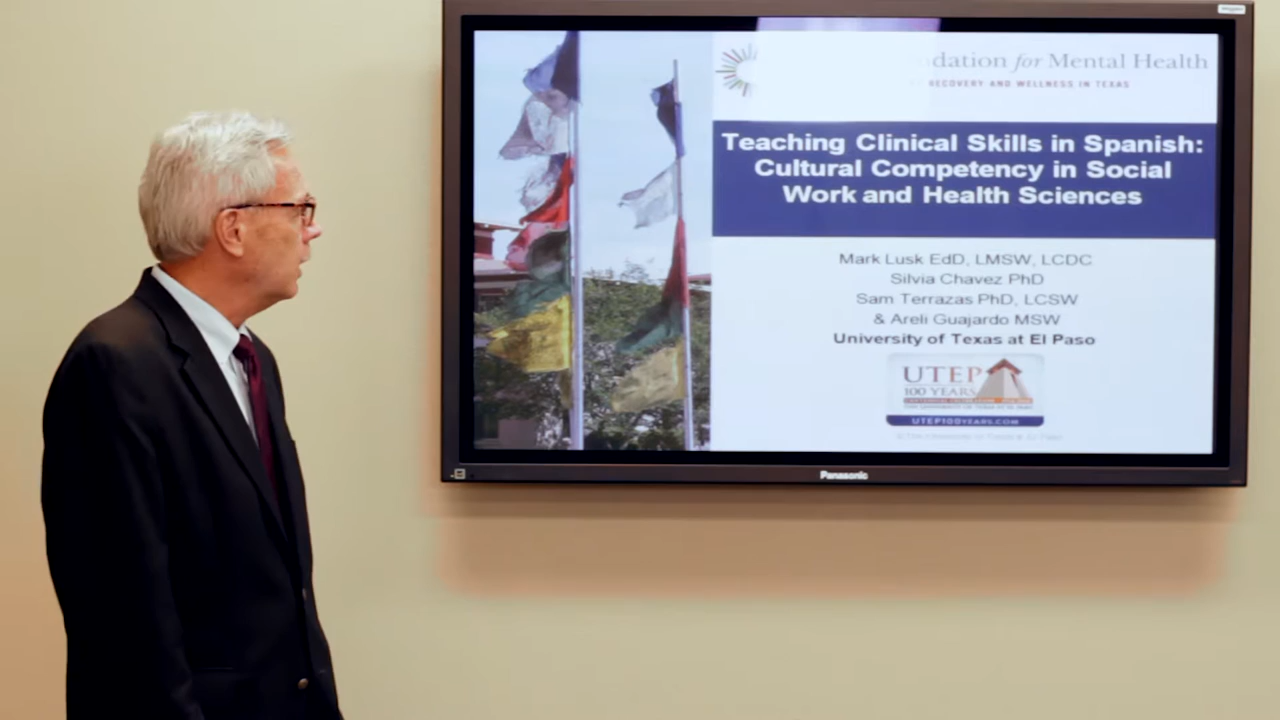 for Mental Health
RECOVERY AND WELLNESS IN TEXAS
Teaching Clinical Skills in Spanish:
Cultural Competency in Social
Work and Health Sciences
Mark Lusk EdD, LMSW, LCDC
Silvia Chavez PhD
Sam Terrazas PhD, LCSW
& Areli Guajardo MSW
University of Texas at El Paso
UTEP
100 YEARS
UTEP100YEARS.COM
Panasonic